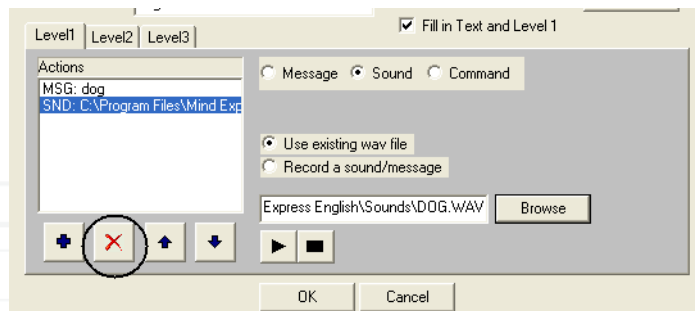 Fill in Text and Level 1
Level1 Level2 Level3
Actions
Message Sound Command
MSG: dog
SND: C:\Program Files\Mind Exp
Use existing wav file
Record a sound/message
Express English\Sounds\DOG.WAV Browse
OK Cancel